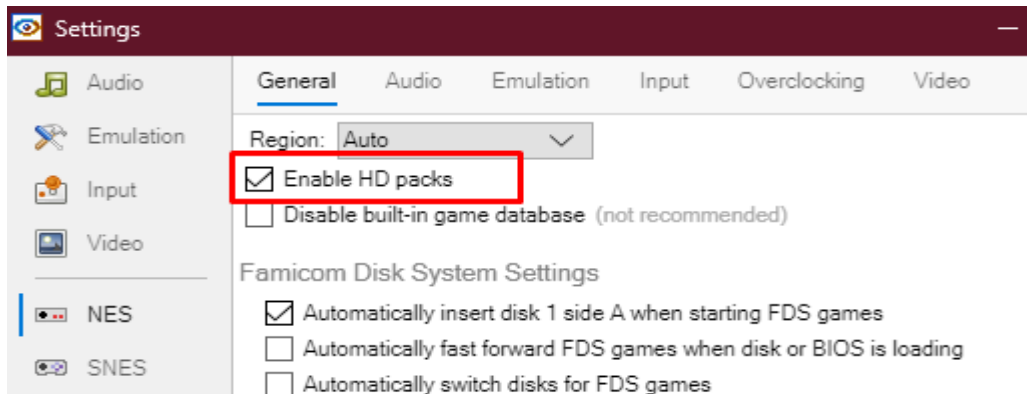 Settings
Audio
Emulation
Input
Video
NES
SNES
General Audio Emulation Input Overclocking Video
Region: Auto
Enable HD packs
Disable built-in game database (not recommended)
Famicom Disk System Settings
Automatically insert disk 1 side A when starting FDS games
Automatically fast forward FDS games when disk or BIOS is loading
Automatically switch disks for FDS games